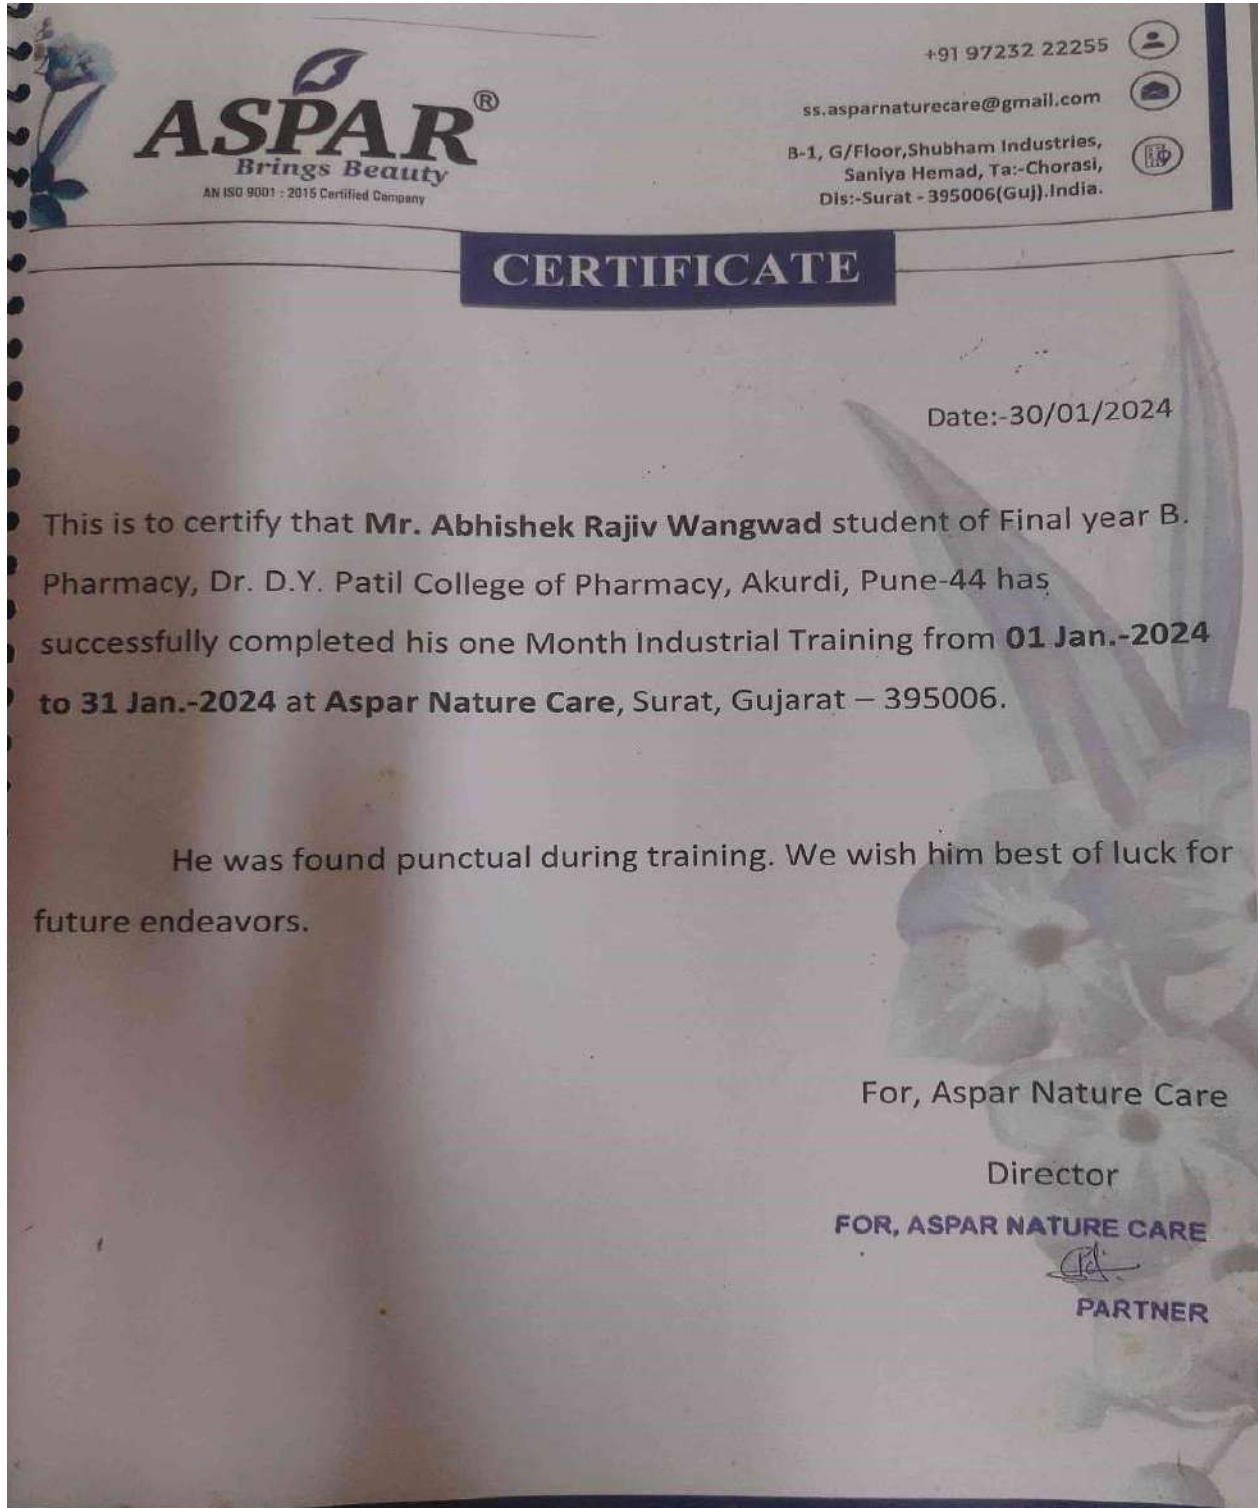 ASPAR®
Brings Beauty
AN ISO 9001 : 2015 Certified Company
+91 97232 22255
ss.asparnaturecare@gmail.com
B-1, G/Floor,Shubham Industries,
Saniya Hemad, Ta:-Chorasi,
Dis:-Surat - 395006(Guj).India.
CERTIFICATE
Date:-30/01/2024
This is to certify that Mr. Abhishek Rajiv Wangwad student of Final year B.
Pharmacy, Dr. D.Y. Patil College of Pharmacy, Akurdi, Pune-44 has
successfully completed his one Month Industrial Training from 01 Jan.-2024
to 31 Jan.-2024 at Aspar Nature Care, Surat, Gujarat – 395006.
He was found punctual during training. We wish him best of luck for
future endeavors.
For, Aspar Nature Care
Director
FOR, ASPAR NATURE CARE
PARTNER